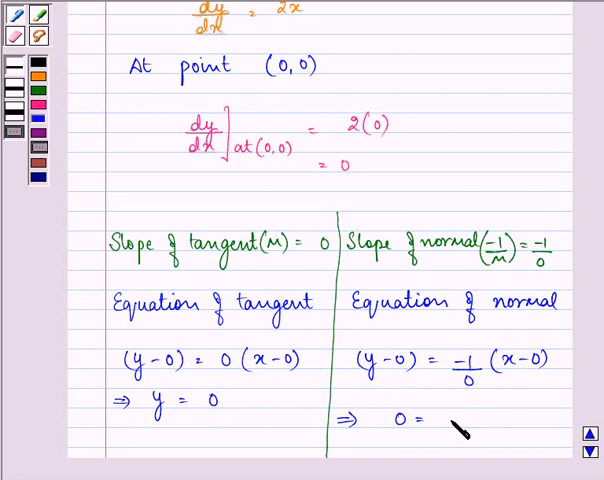 dy/dx = 2x
At point (0,0)
dy/dx] at (0,0) = 2(0)
= 0
Slope of tangent (M) = 0
Equation of tangent
(y-0) = 0 (x-0)
⇒ y = 0
Slope of normal (-1/M) = -1/0
Equation of normal
(y-0) = -1/0 (x-0)
⇒ 0 =